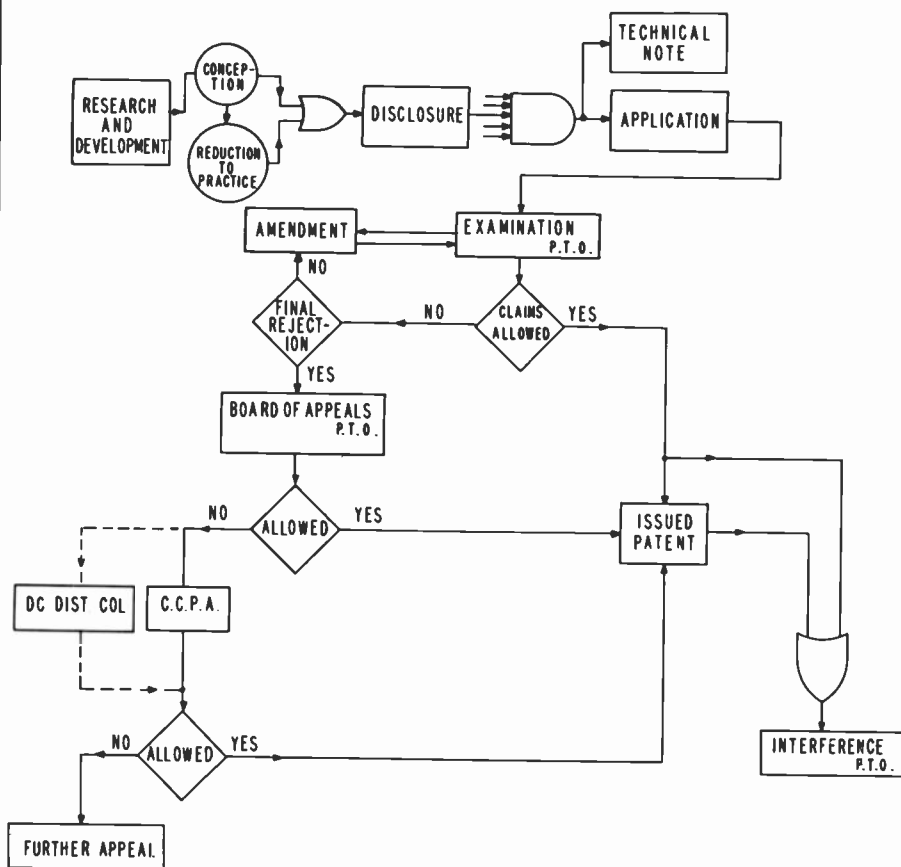 TECHNICAL
NOTE
CONCEP-
TION
RESEARCH
AND
DEVELOPMENT
DISCLOSURE
APPLICATION
REDUCTION
TO
PRACTICE
AMENDMENT
EXAMINATION
P.T.O.
NO
FINAL
REJECT-
ION
NO
CLAIMS
ALLOWED
YES
YES
BOARD OF APPEALS
P.T.O.
NO
ALLOWED
YES
ISSUED
PATENT
DC DIST. COL
C.C.P.A.
NO
ALLOWED
YES
INTERFERENCE
P.T.O.
FURTHER APPEAL